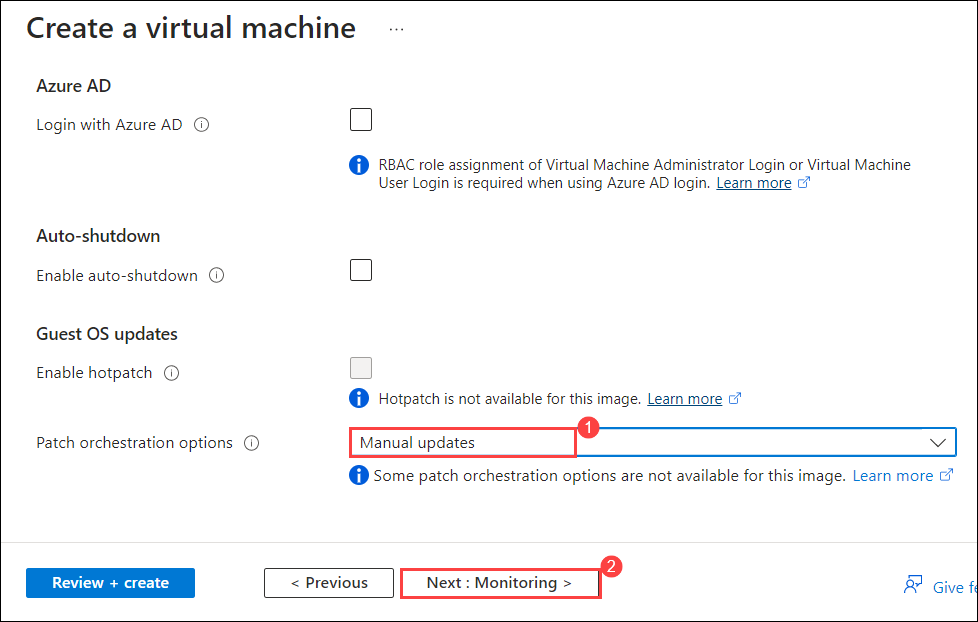 Create a virtual machine ...
Azure AD
Login with Azure AD
RBAC role assignment of Virtual Machine Administrator Login or Virtual Machine
User Login is required when using Azure AD login. Learn more
Auto-shutdown
Enable auto-shutdown
Guest OS updates
Enable hotpatch
Hotpatch is not available for this image. Learn more
Patch orchestration options
Manual updates
1
Some patch orchestration options are not available for this image. Learn more
Review + create
< Previous
Next : Monitoring >
2
Give